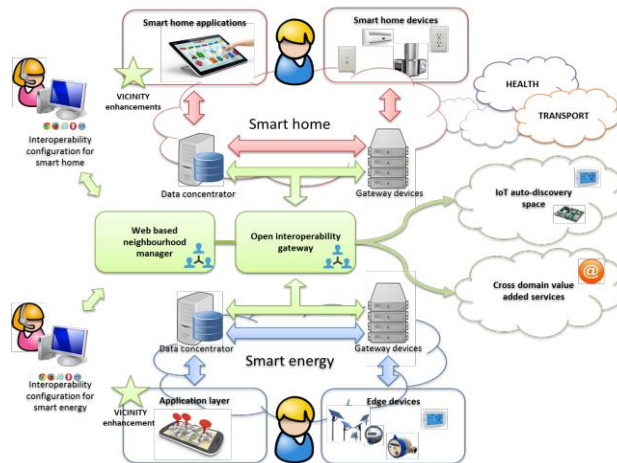 Smart home applications
Smart home devices
VICINITY
enhancements
Interoperability
configuration for
smart home
Smart home
HEALTH
TRANSPORT
Data concentrator
Gateway devices
IoT auto-discovery
space
Web based
neighbourhood
manager
Open interoperability
gateway
Cross domain value
added services
Data concentrator
Gateway devices
Smart energy
Interoperability
configuration for
smart energy
VICINITY
enhancement
Application layer
Edge devices